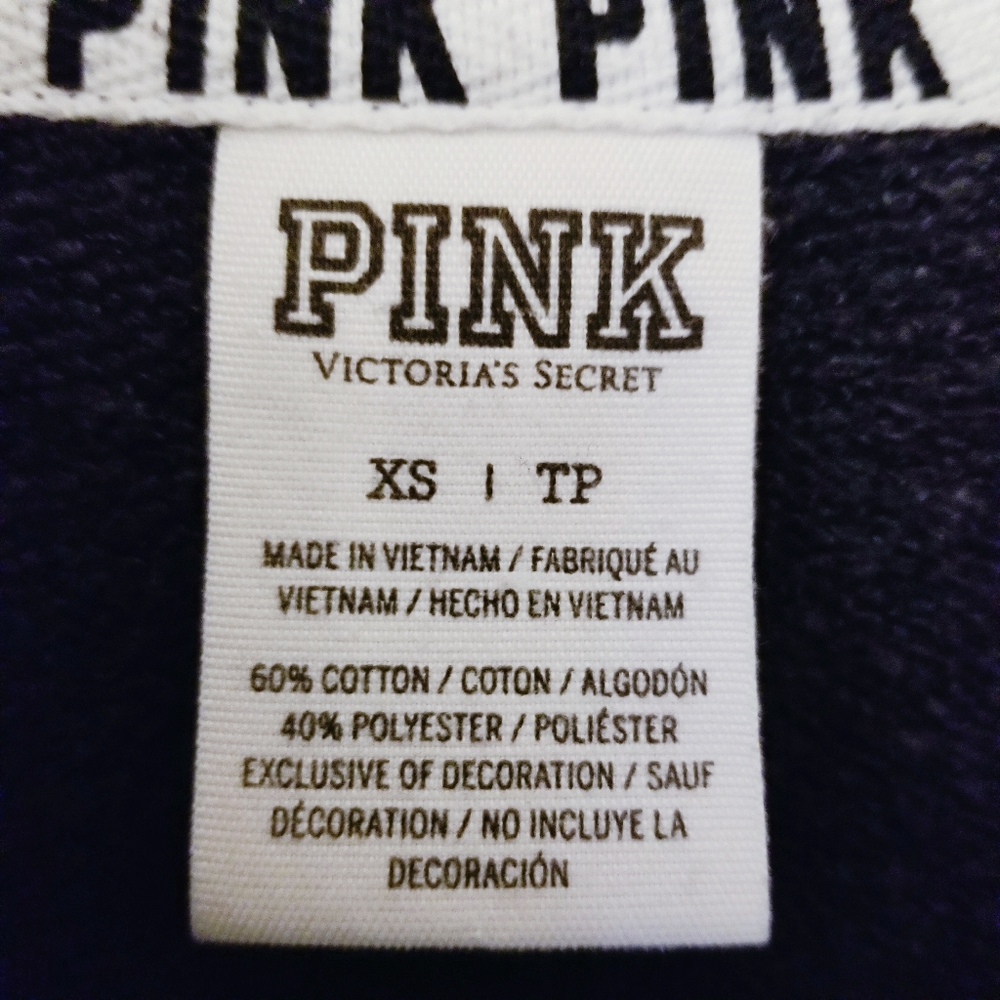 PINK PINK
PINK
VICTORIA'S SECRET
XS | TP
MADE IN VIETNAM / FABRIQUÉ AU
VIETNAM / HECHO EN VIETNAM
60% COTTON / COTON / ALGODÓN
40% POLYESTER / POLIÉSTER
EXCLUSIVE OF DECORATION / SAUF
DÉCORATION / NO INCLUYE LA
DECORACIÓN